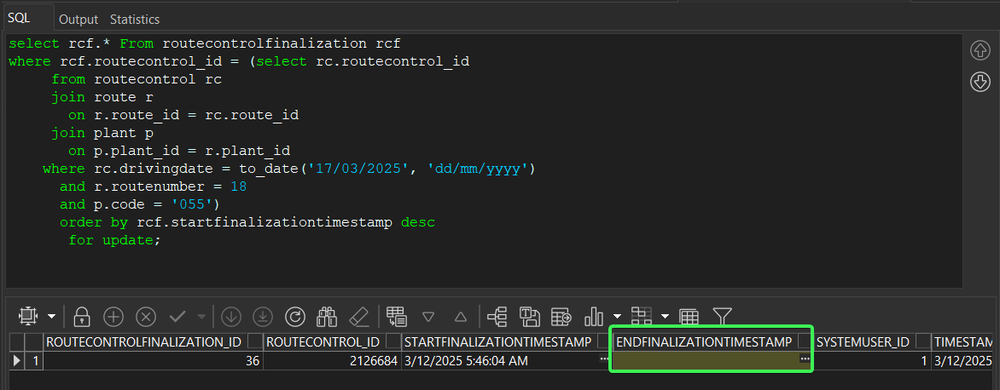 SQL Output Statistics
select rcf.* From routecontrolfinalization rcf
where rcf.routecontrol_id = (select rc.routecontrol_id
from routecontrol rc
join route r
on r.route_id = rc.route_id
join plant p
on p.plant_id = r.plant_id
where rc.drivingdate = to_date('17/03/2025', 'dd/mm/yyyy')
and r.routenumber = 18
and p.code = '055')
order by rcf.startfinalizationtimestamp desc
for update;
ROUTECONTROLFINALIZATION_ID ROUTECONTROL_ID STARTFINALIZATIONTIMESTAMP ENDFINALIZATIONTIMESTAMP SYSTEMUSER_ID TIMESTAM
1 36 2126684 3/12/2025 5:46:04 AM ... ... 1 3/12/2025